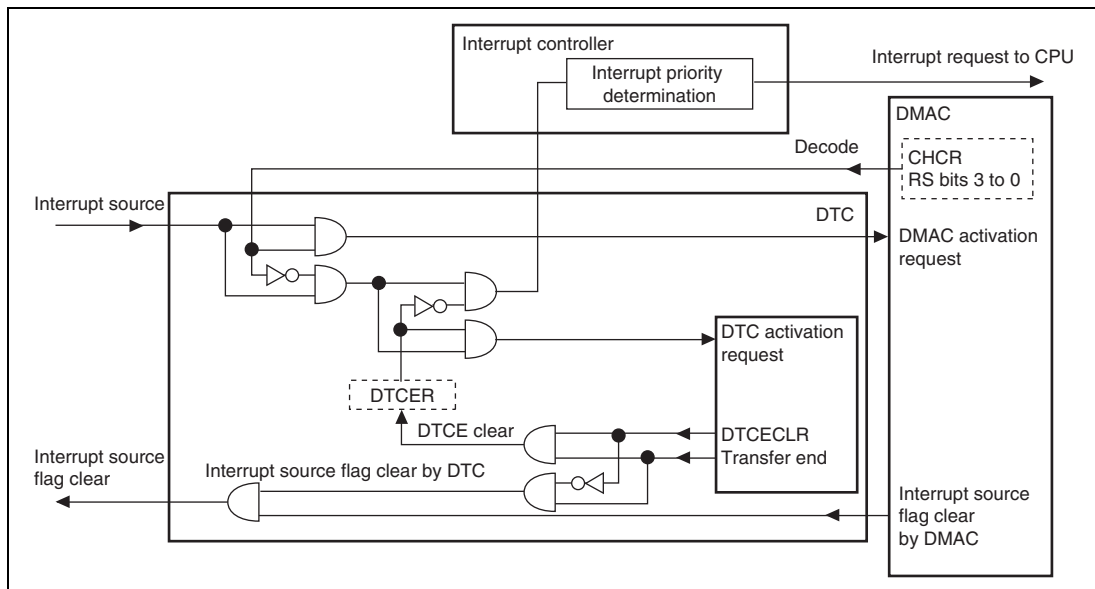 Interrupt controller
Interrupt priority
determination
Interrupt request to CPU
DMAC
CHCR
RS bits 3 to 0
Decode
Interrupt source
DTC
DMAC activation
request
DTC activation
request
DTCER
DTCE clear
DTCECLR
Transfer end
Interrupt source
flag clear
Interrupt source flag clear by DTC
Interrupt source
flag clear
by DMAC